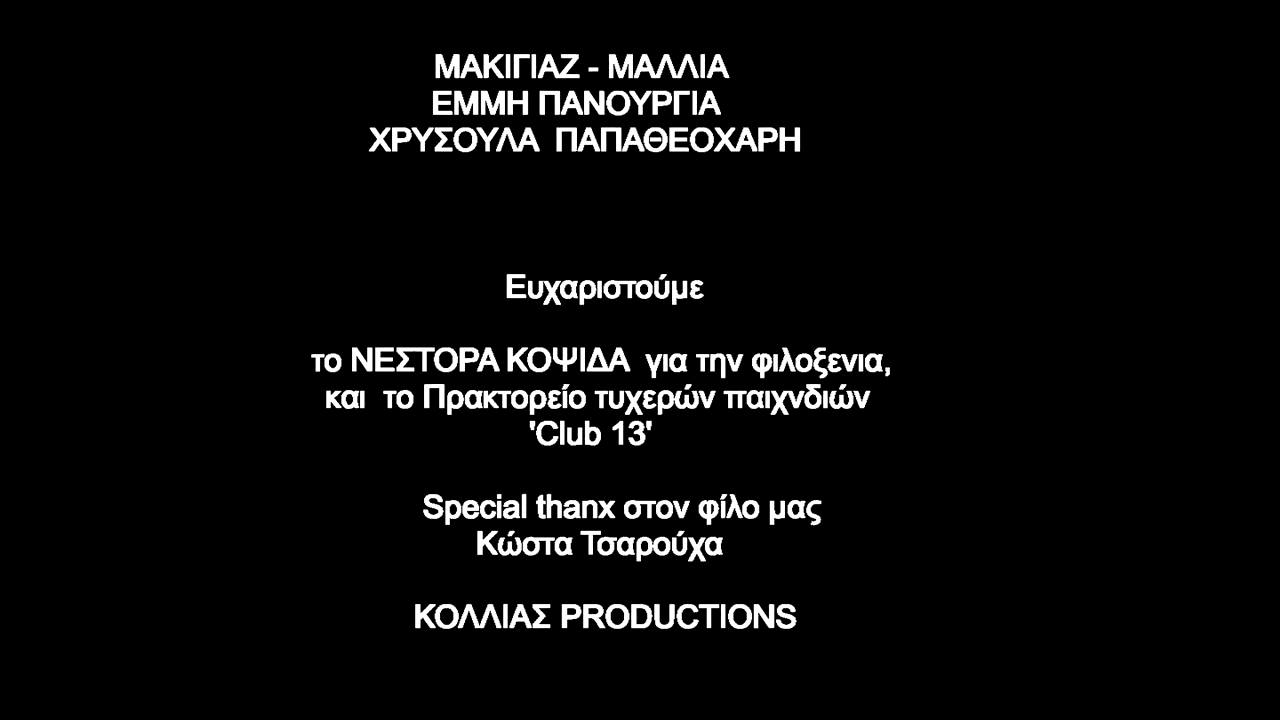 ΜΑΚΙΓΙΑΖ - ΜΑΛΛΙΑ
ΕΜΜΗ ΠΑΝΟΥΡΓΙΑ
ΧΡΥΣΟΥΛΑ ΠΑΠΑΘΕΟΧΑΡΗ
Ευχαριστούμε
το ΝΕΣΤΟΡΑ ΚΟΨΙΔΑ για την φιλοξενια,
και το Πρακτορείο τυχερών παιχνδιών
'Club 13'
Special thanx στον φίλο μας
Κώστα Τσαρούχα
ΚΟΛΛΙΑΣ PRODUCTIONS